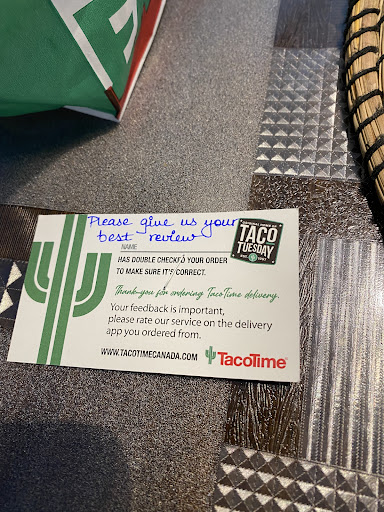 Please give us your
best review
NAME
HAS DOUBLE CHECKED YOUR ORDER
TO MAKE SURE IT'S CORRECT.
Thank-you for ordering TacoTime delivery.
Your feedback is important,
please rate our service on the delivery
app you ordered from.
WWW.TACOTIMECANADA.COM
TacoTime
TACO
TUESDAY